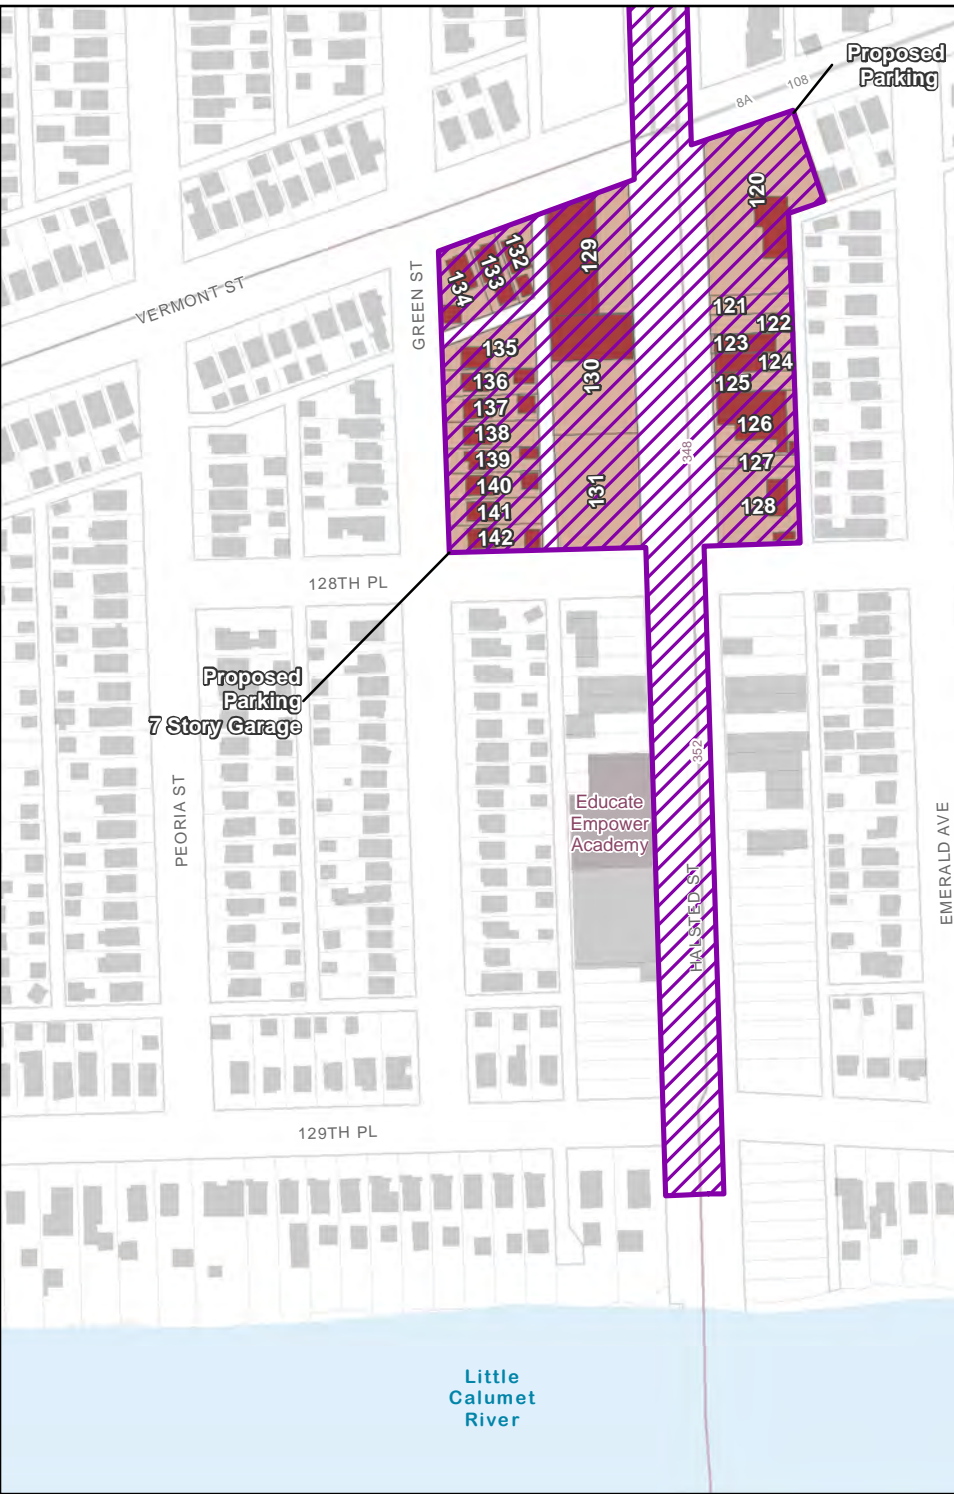 Proposed
Parking
108
8A
120
129
132
133
134
GREEN ST
VERMONT ST
121
122
123
124
125
126
127
128
130
131
135
136
137
138
139
140
141
142
348
128TH PL
Proposed
Parking
7 Story Garage
352
PEORIA ST
Educate
Empower
Academy
HALSTED ST
EMERALD AVE
129TH PL
Little
Calumet
River